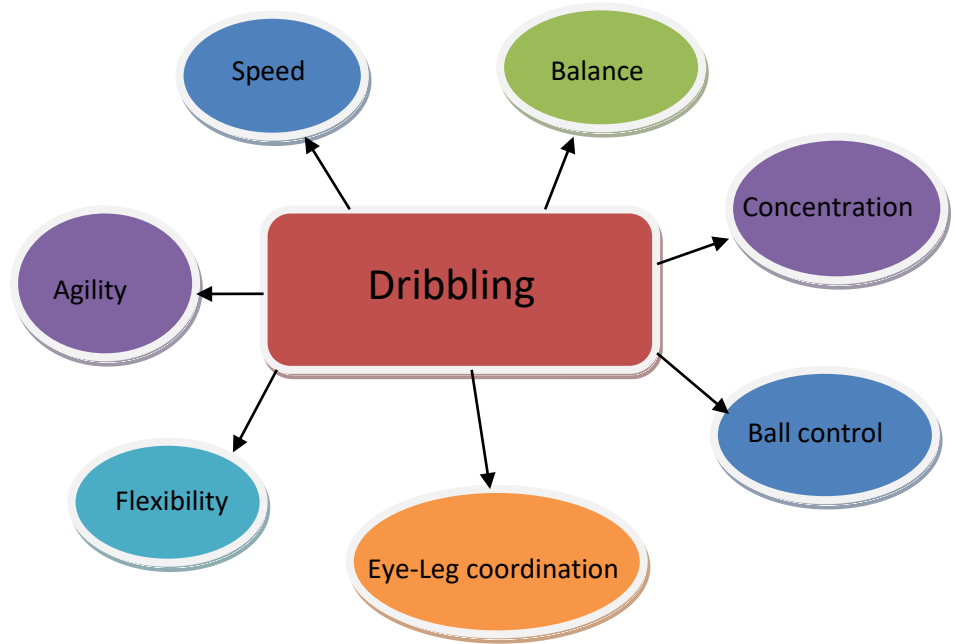 Speed
Balance
Concentration
Dribbling
Agility
Ball control
Flexibility
Eye-Leg coordination